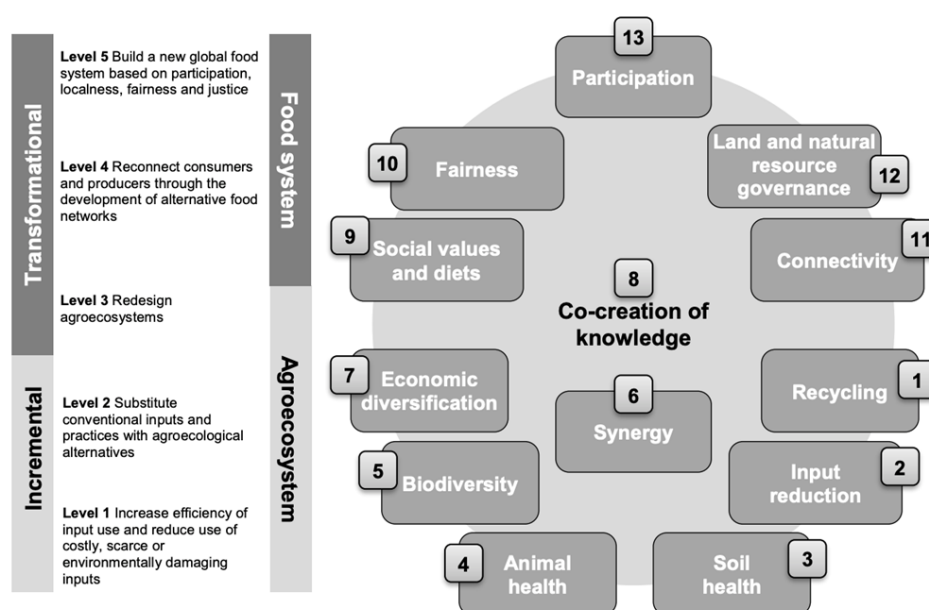 Transformational
Incremental
Level 5 Build a new global food
system based on participation,
localness, fairness and justice
Level 4 Reconnect consumers
and producers through the
development of alternative food
networks
Level 3 Redesign
agroecosystems
Level 2 Substitute
conventional inputs and
practices with agroecological
alternatives
Level 1 Increase efficiency of
input use and reduce use of
costly, scarce or
environmentally damaging
inputs
Food system
Agroecosystem
13
Participation
10
Fairness
Land and natural
resource
governance
12
9
Social values
and diets
11
Connectivity
8
Co-creation of
knowledge
7
Economic
diversification
6
Synergy
1
Recycling
5
Biodiversity
2
Input
reduction
4
Animal
health
3
Soil
health